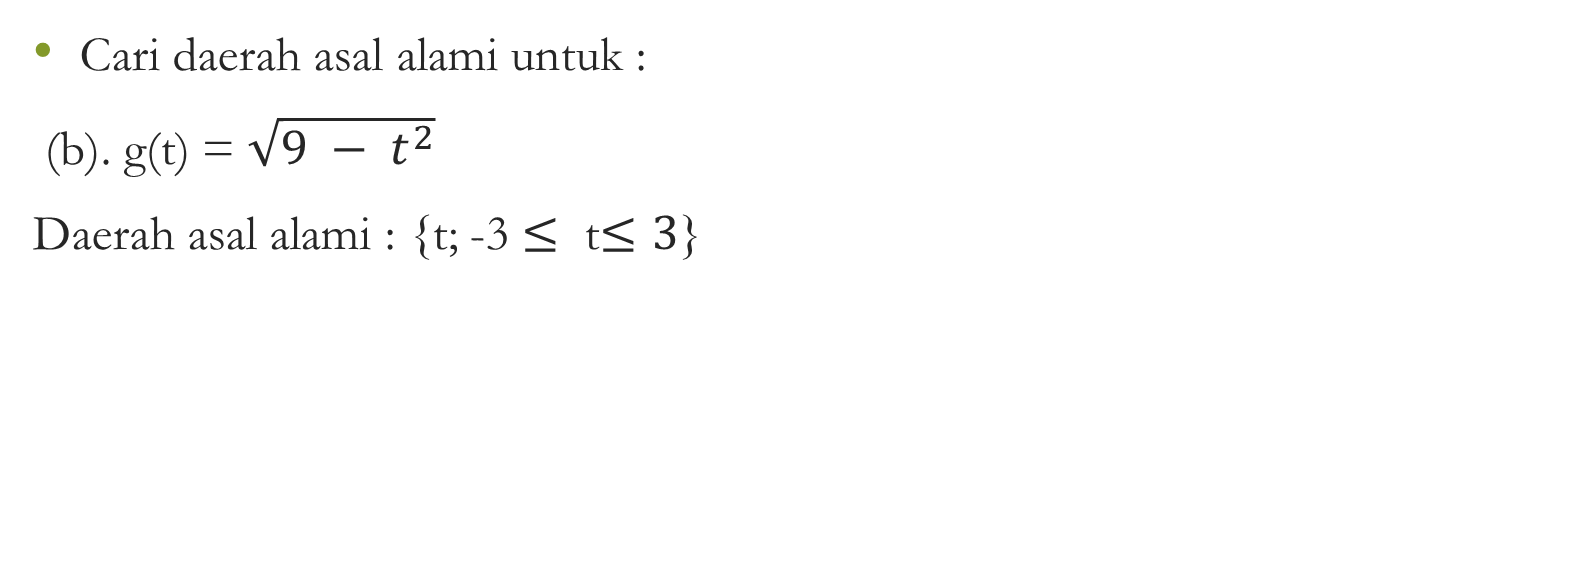 • Cari daerah asal alami untuk :
(b). g(t) = √9 − t²
Daerah asal alami : {t; -3 ≤ t≤ 3}